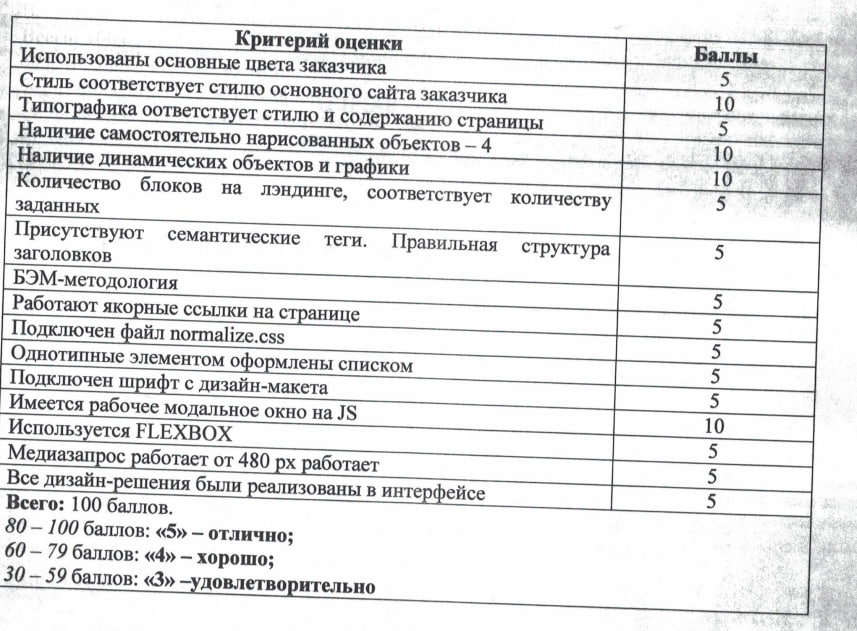 Критерий оценки Баллы
Использованы основные цвета заказчика 5
Стиль соответствует стилю основного сайта заказчика 10
Типографика оответствует стилю и содержанию страницы 5
Наличие самостоятельно нарисованных объектов – 4 10
Наличие динамических объектов и графики 10
Количество блоков на лэндинге, соответствует количеству 5
заданных
Присутствуют семантические теги. Правильная структура 5
заголовков
БЭМ-методология 5
Работают якорные ссылки на странице 5
Подключен файл normalize.css 5
Однотипные элементом оформлены списком 5
Подключен шрифт с дизайн-макета 5
Имеется рабочее модальное окно на JS 10
Используется FLEXBOX 5
Медиазапрос работает от 480 px работает 5
Все дизайн-решения были реализованы в интерфейсе 5
Всего: 100 баллов.
80 – 100 баллов: «5» – отлично;
60 – 79 баллов: «4» – хорошо;
30 – 59 баллов: «3» –удовлетворительно